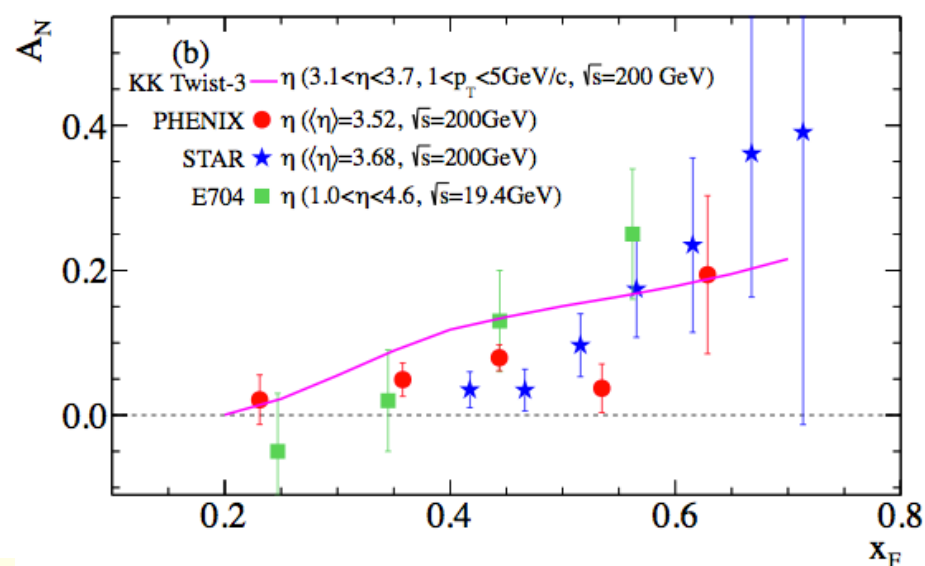 A_N
(b)
KK Twist-3 η (3.1<η<3.7, 1<p_T<5GeV/c, √s=200 GeV)
PHENIX η (⟨η⟩=3.52, √s=200GeV)
STAR η (⟨η⟩=3.68, √s=200GeV)
E704 η (1.0<η<4.6, √s=19.4GeV)
0.4
0.2
0.0
0.2 0.4 0.6 0.8
x_F